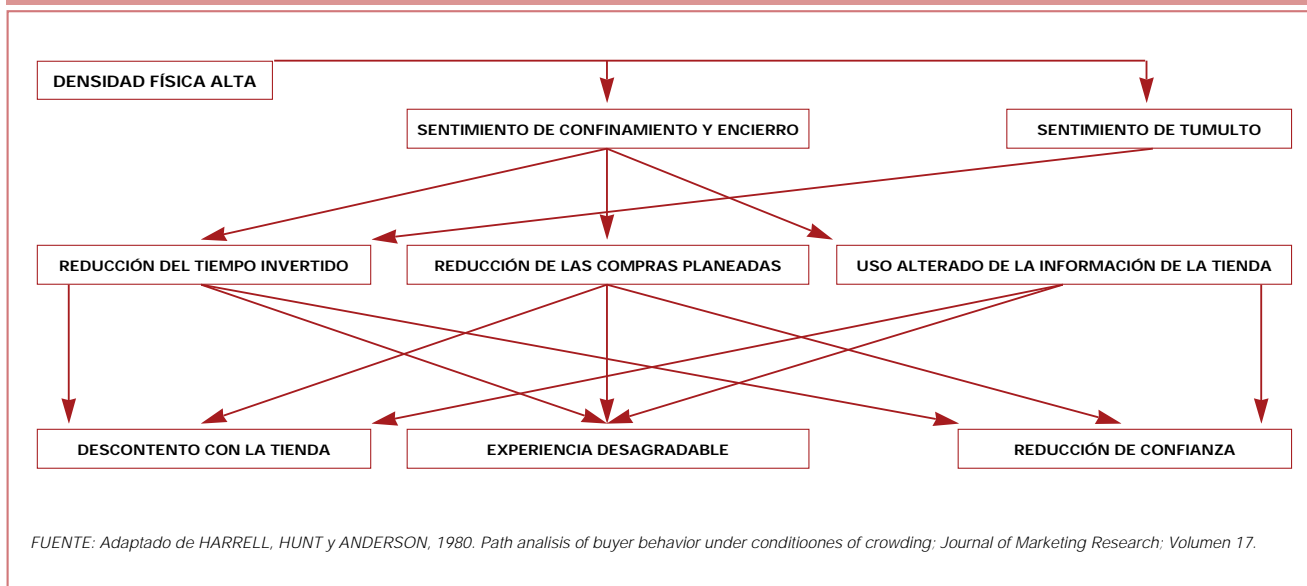 DENSIDAD FÍSICA ALTA
SENTIMIENTO DE CONFINAMIENTO Y ENCIERRO
SENTIMIENTO DE TUMULTO
REDUCCIÓN DEL TIEMPO INVERTIDO
REDUCCIÓN DE LAS COMPRAS PLANEADAS
USO ALTERADO DE LA INFORMACIÓN DE LA TIENDA
DESCONTENTO CON LA TIENDA
EXPERIENCIA DESAGRADABLE
REDUCCIÓN DE CONFIANZA
FUENTE: Adaptado de HARRELL, HUNT y ANDERSON, 1980. Path analisis of buyer behavior under conditioones of crowding; Journal of Marketing Research; Volumen 17.